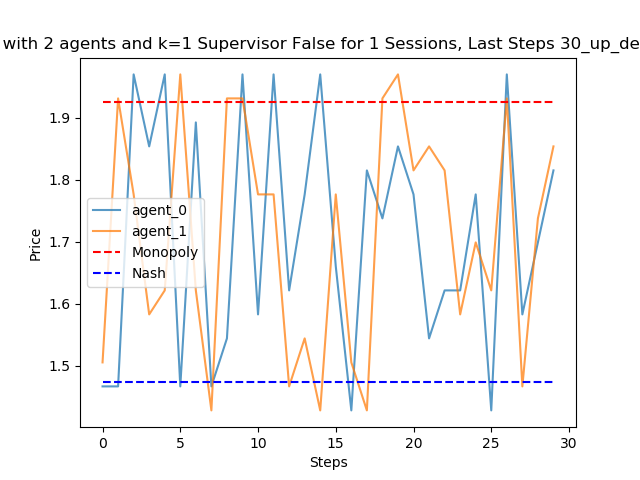 with 2 agents and k=1 Supervisor False for 1 Sessions, Last Steps 30_up_de
1.9
1.8
1.7
1.6
1.5
Price
agent_0
agent_1
Monopoly
Nash
0 5 10 15 20 25 30
Steps